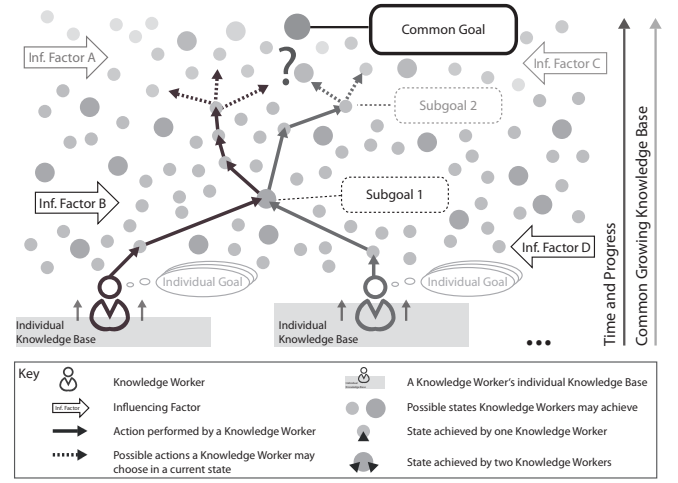 Common Goal
Inf. Factor A
Inf. Factor C
?
Subgoal 2
Subgoal 1
Inf. Factor B
Inf. Factor D
Time and Progress
Common Growing Knowledge Base
Individual Goal
Individual Goal
Individual
Knowledge Base
Individual
Knowledge Base
...
Key
Knowledge Worker
A Knowledge Worker's individual Knowledge Base
Inf. Factor
Influencing Factor
Possible states Knowledge Workers may achieve
Action performed by a Knowledge Worker
State achieved by one Knowledge Worker
Possible actions a Knowledge Worker may
choose in a current state
State achieved by two Knowledge Workers